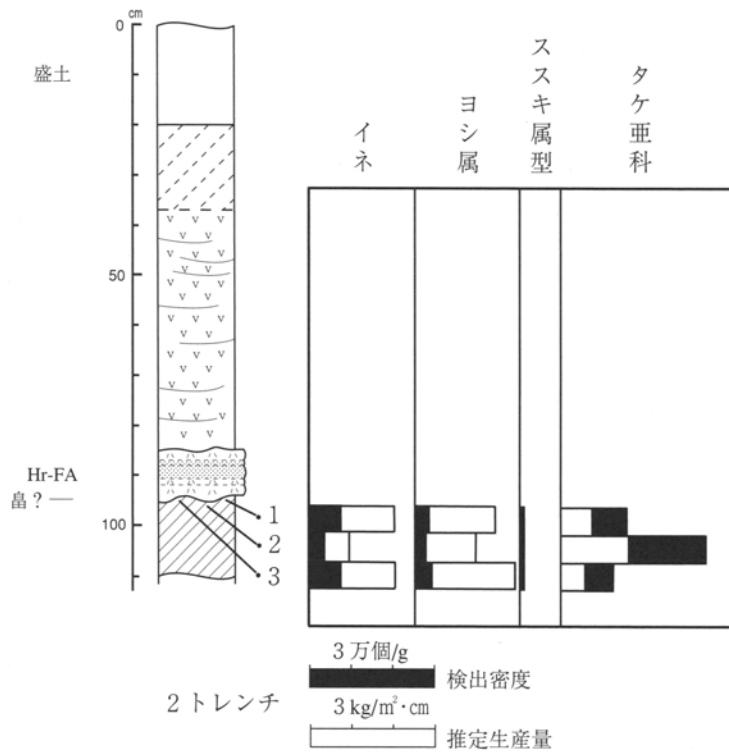 cm
0
盛土
50
Hr-FA
畠？
100
1
2
3
イネ
ヨシ属
ススキ属型
タケ亜科
2トレンチ
3万個/g
検出密度
3kg/m²·cm
推定生産量